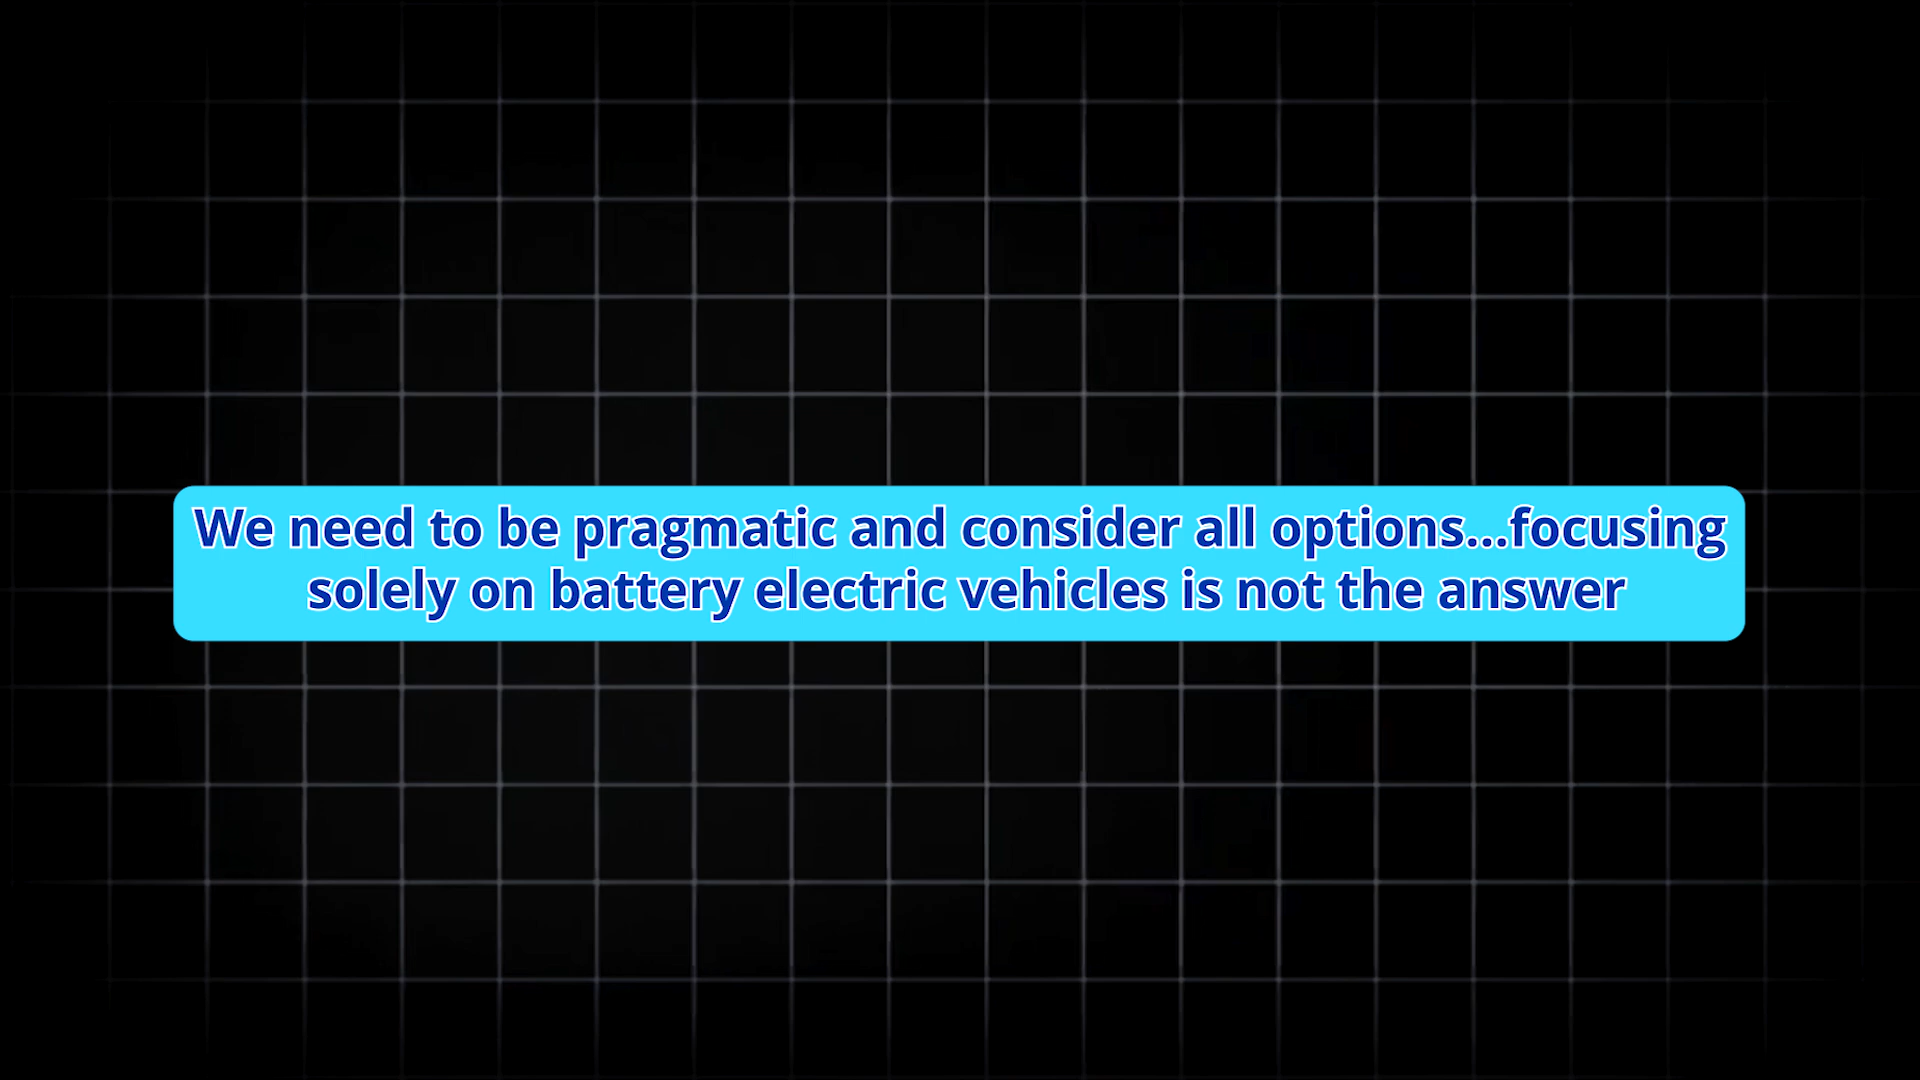 We need to be pragmatic and consider all options...focusing
solely on battery electric vehicles is not the answer